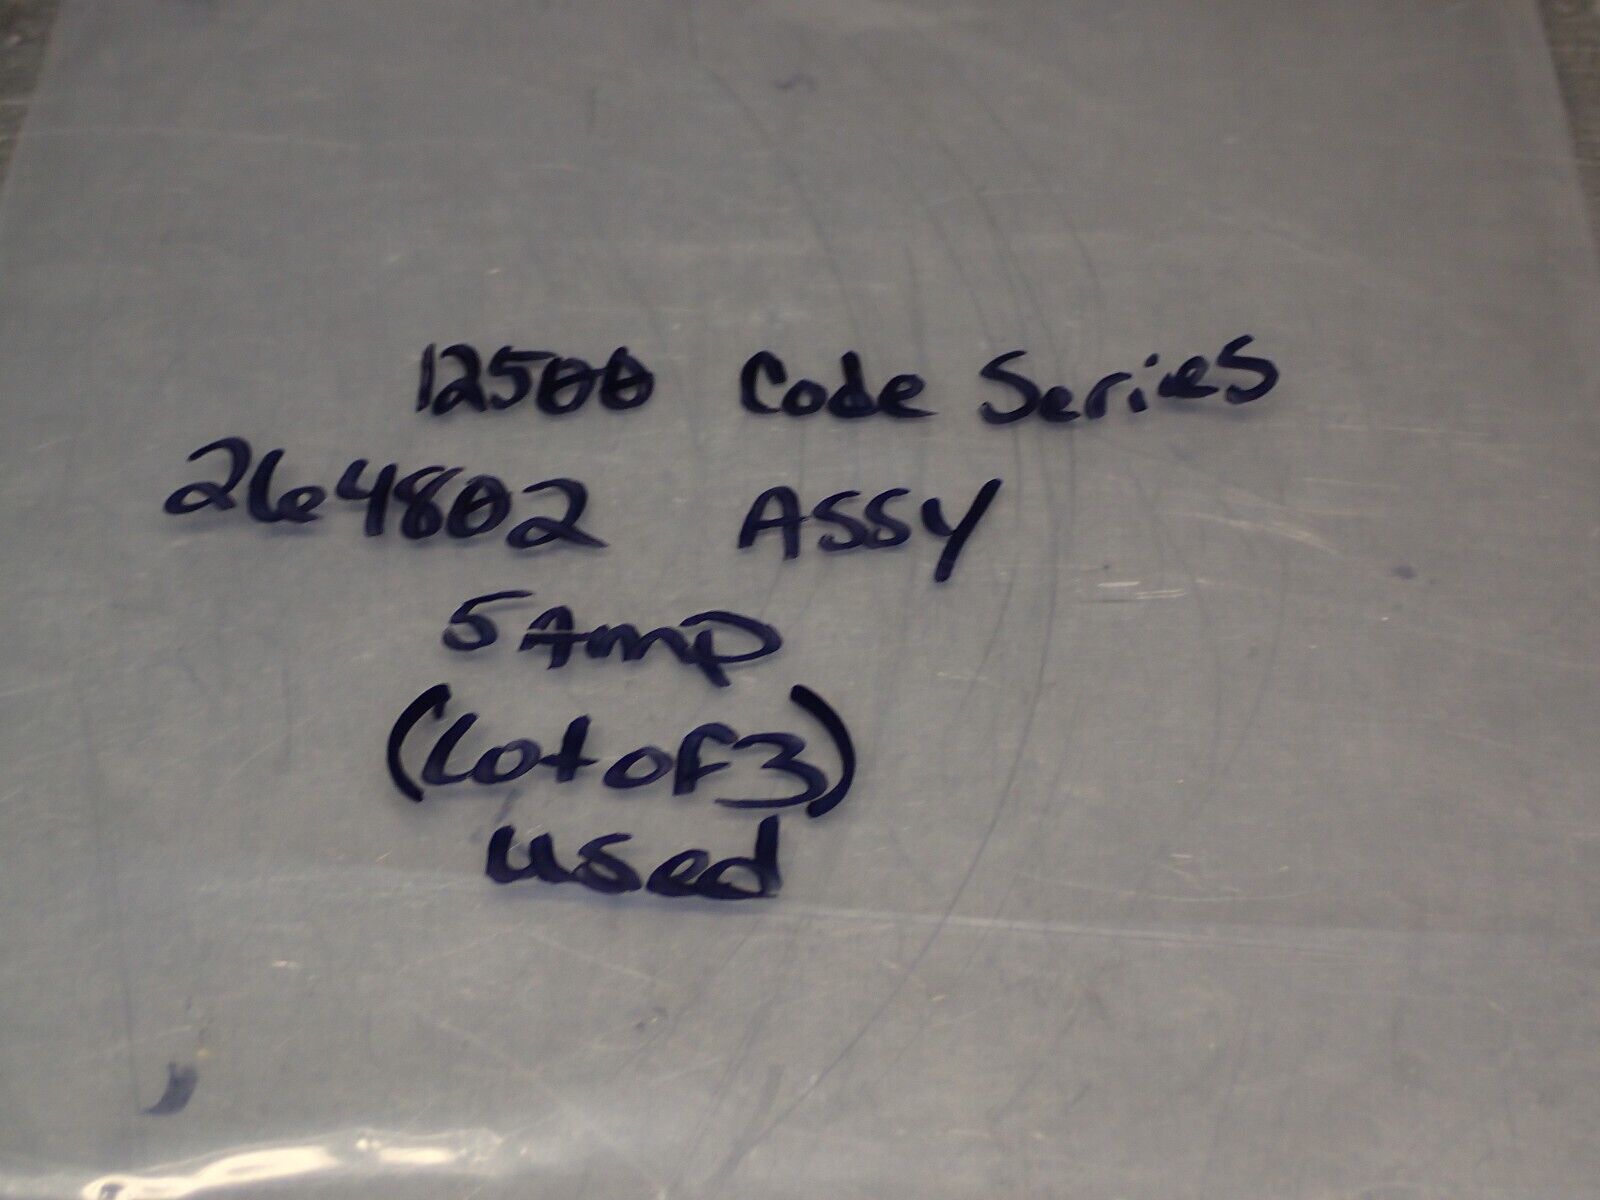 12500 Code Series
264802 ASSY
5 Amp
(Lot of 3)
used